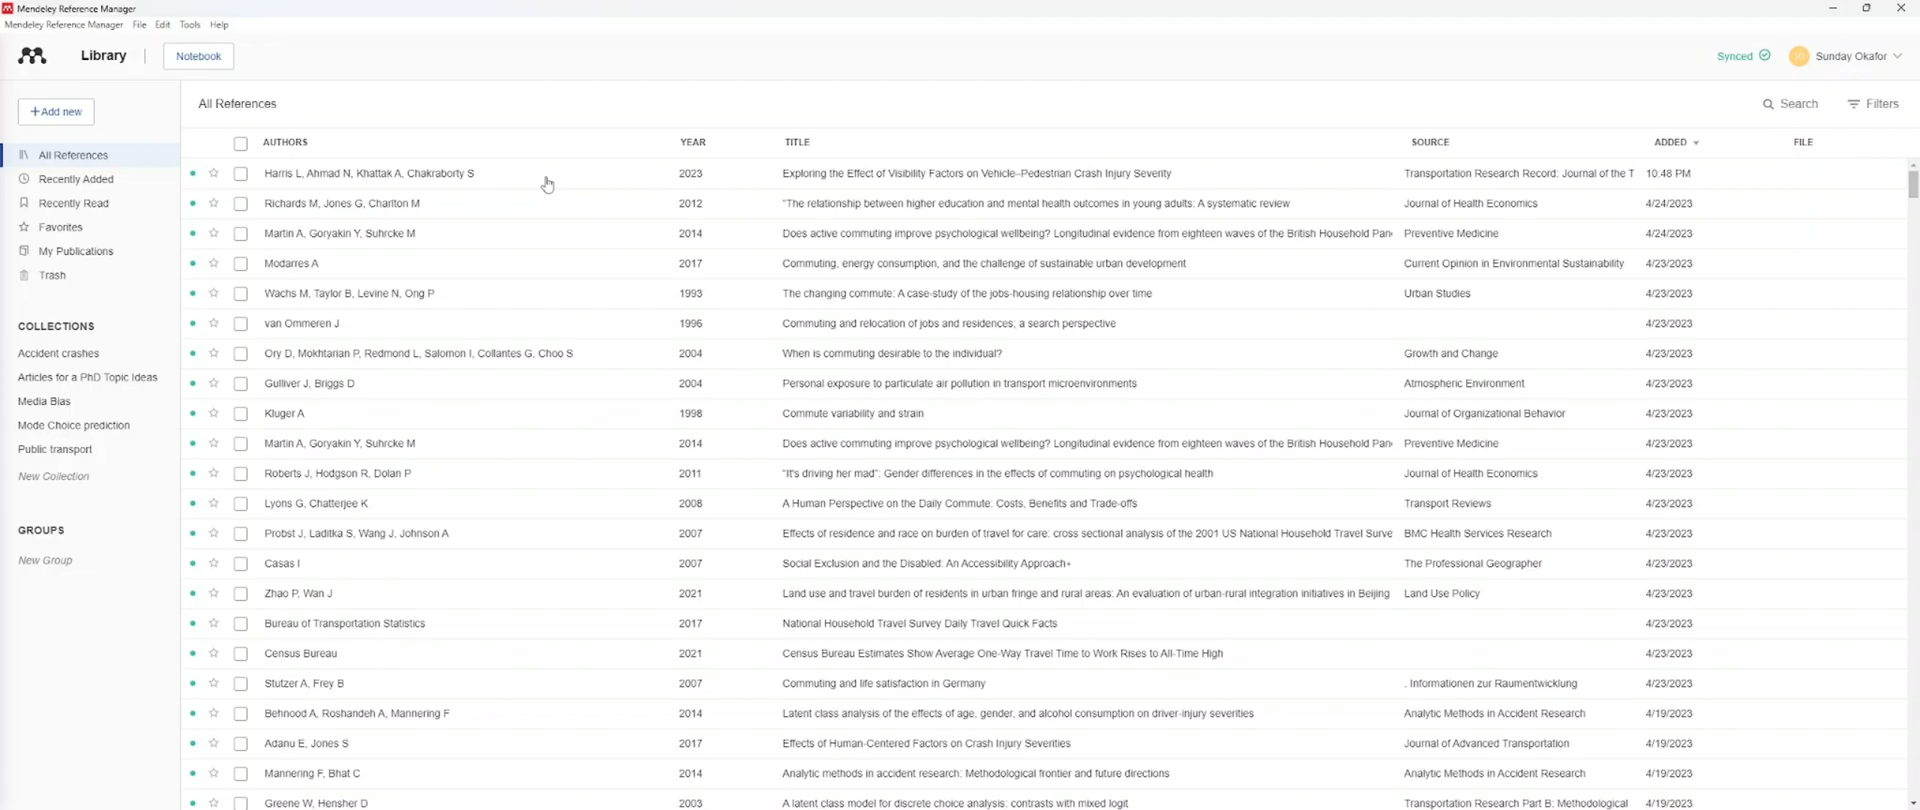 Mendeley Reference Manager
Mendeley Reference Manager File Edit Tools Help
Library Notebook Synced Sunday Okafor
+Add new All References Search Filters
AUTHORS YEAR TITLE SOURCE ADDED FILE
All References
Recently Added
Recently Read
Favorites
My Publications
Trash
COLLECTIONS
Accident crashes
Articles for a PhD Topic Ideas
Media Bias
Mode Choice prediction
Public transport
New Collection
GROUPS
New Group
Harris L, Ahmad N, Khattak A, Chakraborty S 2023 Exploring the Effect of Visibility Factors on Vehicle–Pedestrian Crash Injury Severity Transportation Research Record: Journal of the T 10:48 PM
Richards M, Jones G, Charlton M 2012 "The relationship between higher education and mental health outcomes in young adults: A systematic review Journal of Health Economics 4/24/2023
Martin A, Goryakin Y, Suhrcke M 2014 Does active commuting improve psychological wellbeing? Longitudinal evidence from eighteen waves of the British Household Pan Preventive Medicine 4/24/2023
Modarres A 2017 Commuting, energy consumption, and the challenge of sustainable urban development Current Opinion in Environmental Sustainability 4/23/2023
Wachs M, Taylor B, Levine N, Ong P 1993 The changing commute: A case-study of the jobs-housing relationship over time Urban Studies 4/23/2023
van Ommeren J 1996 Commuting and relocation of jobs and residences; a search perspective 4/23/2023
Ory D, Mokhtarian P, Redmond L, Salomon I, Collantes G, Choo S 2004 When is commuting desirable to the individual? Growth and Change 4/23/2023
Gulliver J, Briggs D 2004 Personal exposure to particulate air pollution in transport microenvironments Atmospheric Environment 4/23/2023
Kluger A 1998 Commute variability and strain Journal of Organizational Behavior 4/23/2023
Martin A, Goryakin Y, Suhrcke M 2014 Does active commuting improve psychological wellbeing? Longitudinal evidence from eighteen waves of the British Household Pan Preventive Medicine 4/23/2023
Roberts J, Hodgson R, Dolan P 2011 "It's driving her mad": Gender differences in the effects of commuting on psychological health Journal of Health Economics 4/23/2023
Lyons G, Chatterjee K 2008 A Human Perspective on the Daily Commute: Costs, Benefits and Trade-offs Transport Reviews 4/23/2023
Probst J, Laditka S, Wang J, Johnson A 2007 Effects of residence and race on burden of travel for care: cross sectional analysis of the 2001 US National Household Travel Surve BMC Health Services Research 4/23/2023
Casas I 2007 Social Exclusion and the Disabled: An Accessibility Approach* The Professional Geographer 4/23/2023
Zhao P, Wan J 2021 Land use and travel burden of residents in urban fringe and rural areas: An evaluation of urban-rural integration initiatives in Beijing Land Use Policy 4/23/2023
Bureau of Transportation Statistics 2017 National Household Travel Survey Daily Travel Quick Facts 4/23/2023
Census Bureau 2021 Census Bureau Estimates Show Average One-Way Travel Time to Work Rises to All-Time High 4/23/2023
Stutzer A, Frey B 2007 Commuting and life satisfaction in Germany . Informationen zur Raumentwicklung 4/23/2023
Behnood A, Roshandeh A, Mannering F 2014 Latent class analysis of the effects of age, gender, and alcohol consumption on driver-injury severities Analytic Methods in Accident Research 4/19/2023
Adanu E, Jones S 2017 Effects of Human-Centered Factors on Crash Injury Severities Journal of Advanced Transportation 4/19/2023
Mannering F, Bhat C 2014 Analytic methods in accident research: Methodological frontier and future directions Analytic Methods in Accident Research 4/19/2023
Greene W, Hensher D 2003 A latent class model for discrete choice analysis: contrasts with mixed logit Transportation Research Part B: Methodological 4/19/2023